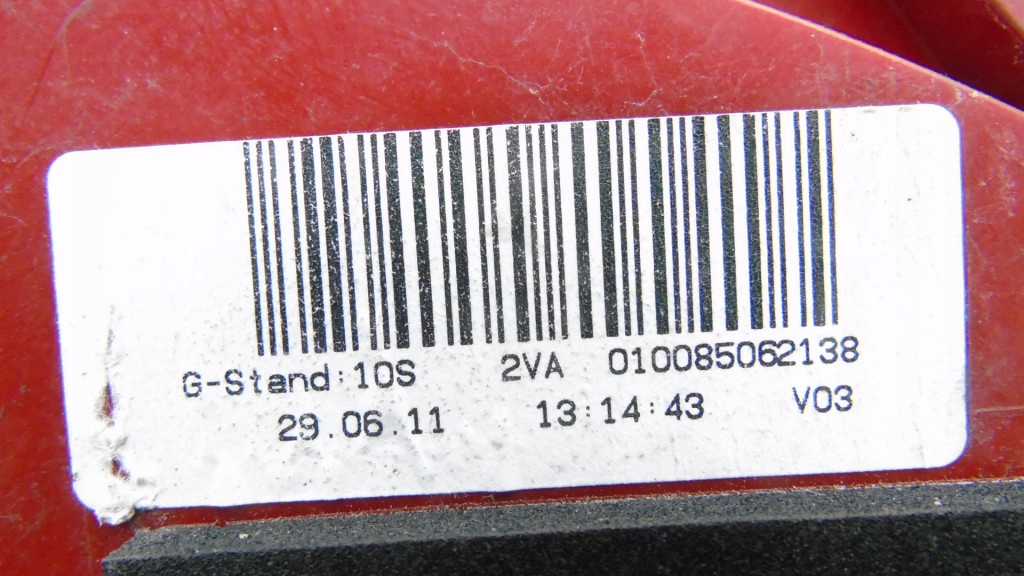 G-Stand:10S 2VA 010085062138
29.06.11 13:14:43 V03